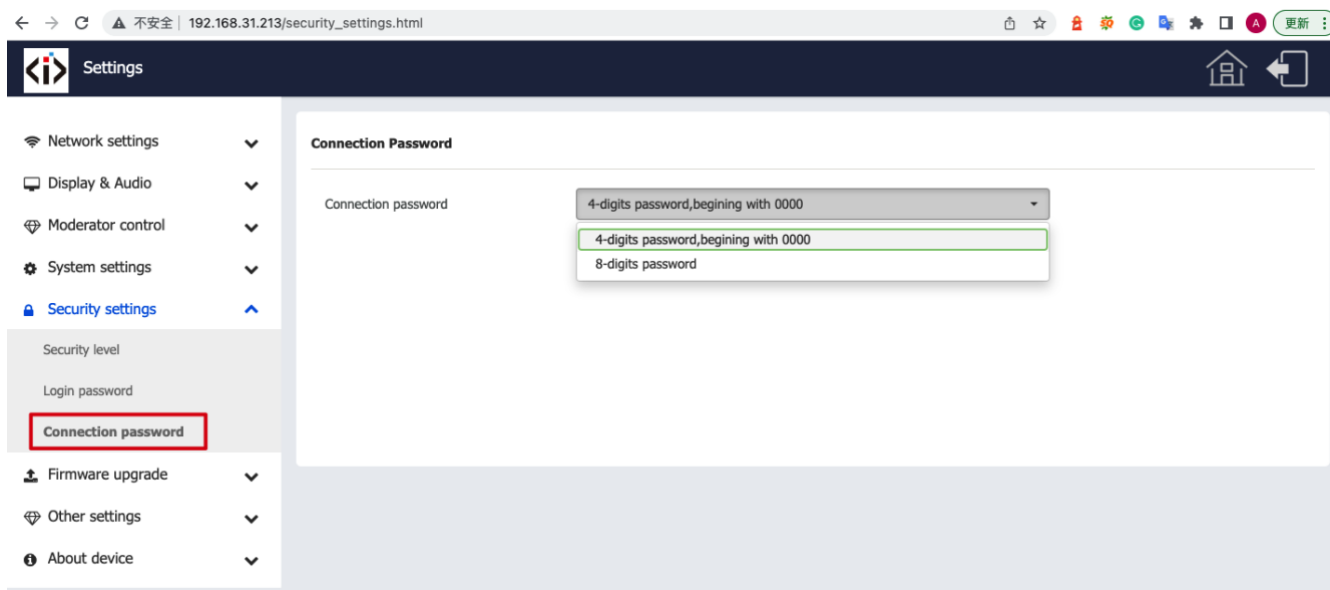 不安全 192.168.31.213/security_settings.html
A 更新
<i> Settings
Network settings
Display & Audio
Moderator control
System settings
Security settings
Security level
Login password
Connection password
Firmware upgrade
Other settings
About device
Connection Password
Connection password
4-digits password,begining with 0000
4-digits password,begining with 0000
8-digits password